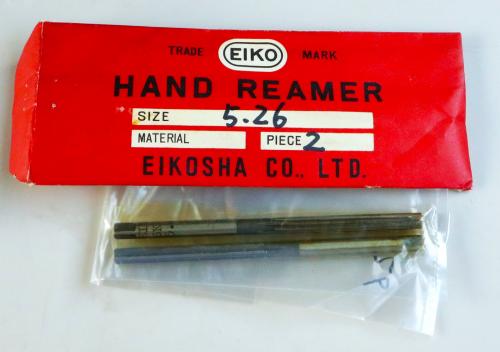 TRADE EIKO MARK
HAND REAMER
SIZE 5.26
MATERIAL PIECE 2
EIKOSHA CO., LTD.